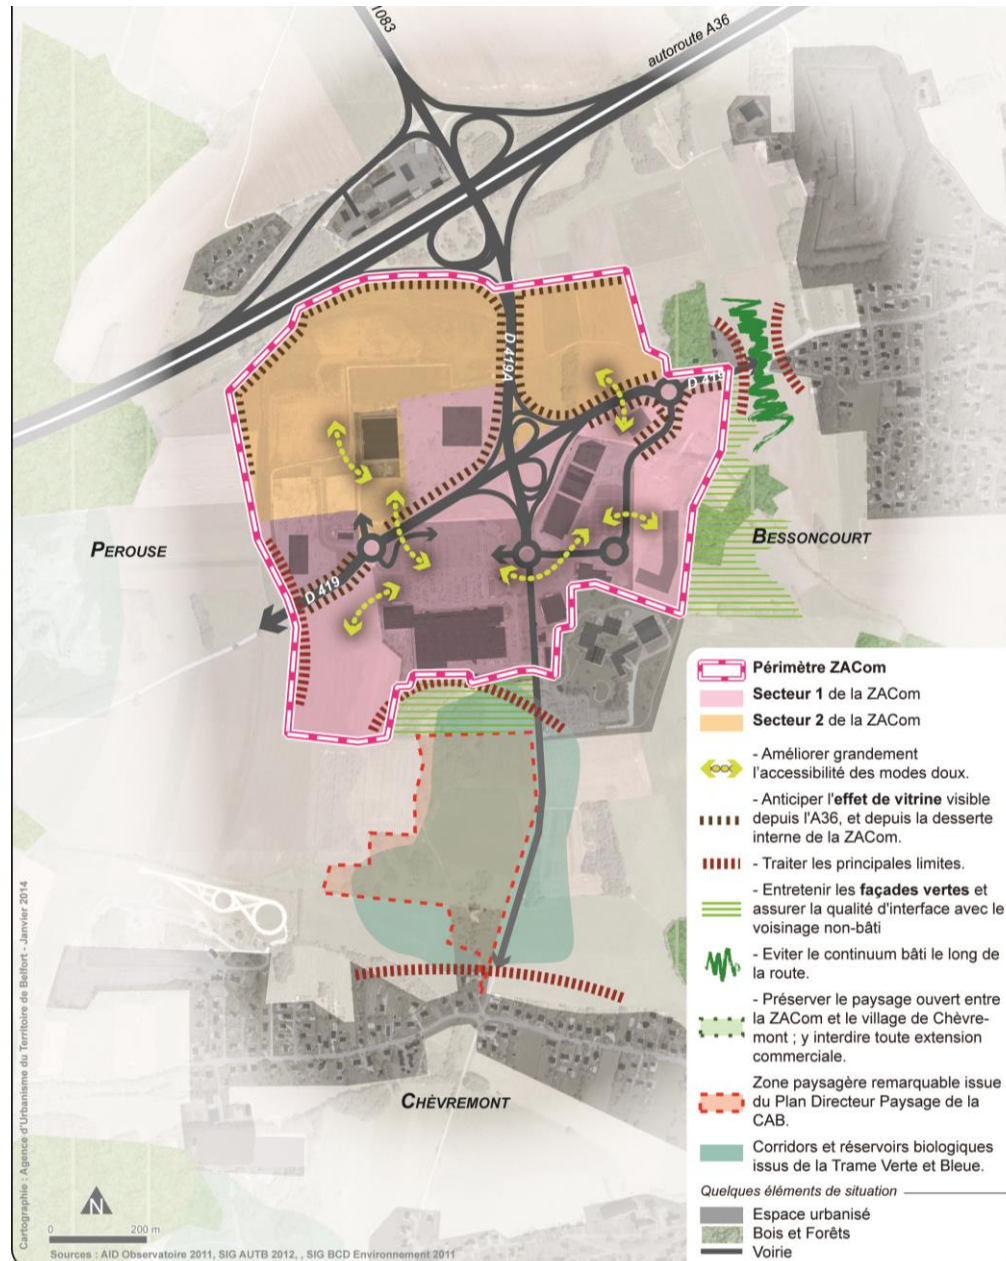 1083
autoroute A36
D 419A
D 419
PEROUSE
BESSONCOURT
D 419
CHÈVREMONT
Périmètre ZACom
Secteur 1 de la ZACom
Secteur 2 de la ZACom
- Améliorer grandement
l'accessibilité des modes doux.
- Anticiper l'effet de vitrine visible
depuis l'A36, et depuis la desserte
interne de la ZACom.
- Traiter les principales limites.
- Entretenir les façades vertes et
assurer la qualité d'interface avec le
voisinage non-bâti
- Eviter le continuum bâti le long de
la route.
- Préserver le paysage ouvert entre
la ZACom et le village de Chèvre-
mont ; y interdire toute extension
commerciale.
Zone paysagère remarquable issue
du Plan Directeur Paysage de la
CAB.
Corridors et réservoirs biologiques
issus de la Trame Verte et Bleue.
Quelques éléments de situation
Espace urbanisé
Bois et Forêts
Voirie
N
0 200 m
Sources : AID Observatoire 2011, SIG AUTB 2012, , SIG BCD Environnement 2011
Cartographie : Agence d'Urbanisme du Territoire de Belfort - Janvier 2014